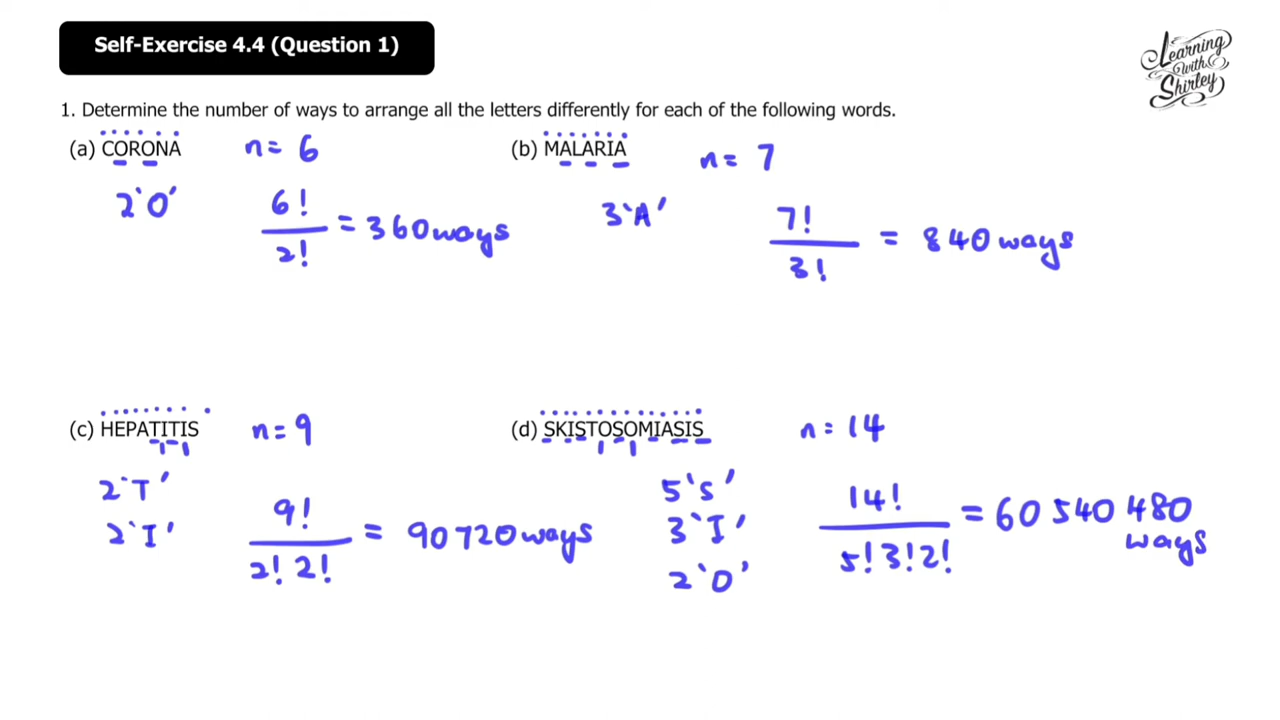 Self-Exercise 4.4 (Question 1)
Learning
with
Shirley
1. Determine the number of ways to arrange all the letters differently for each of the following words.
(a) CORONA n = 6
2 'O'
6!
2!
= 360 ways
(b) MALARIA n = 7
3 'A'
7!
3!
= 840 ways
(c) HEPATITIS n = 9
2 'T'
2 'I'
9!
2! 2!
= 90 720 ways
(d) SKISTOSOMIASIS n = 14
5 'S'
3 'I'
2 'O'
14!
5! 3! 2!
= 60 540 480
ways